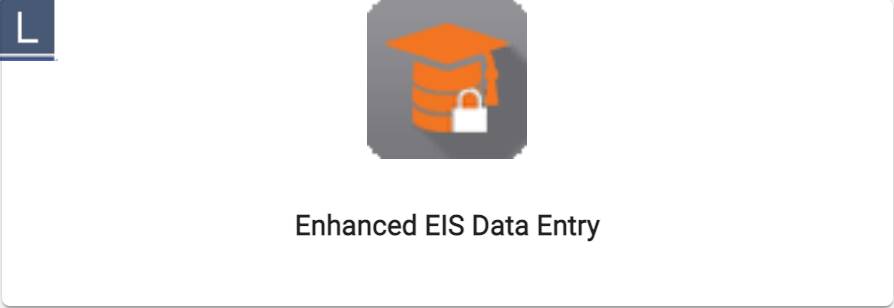 L
Enhanced EIS Data Entry